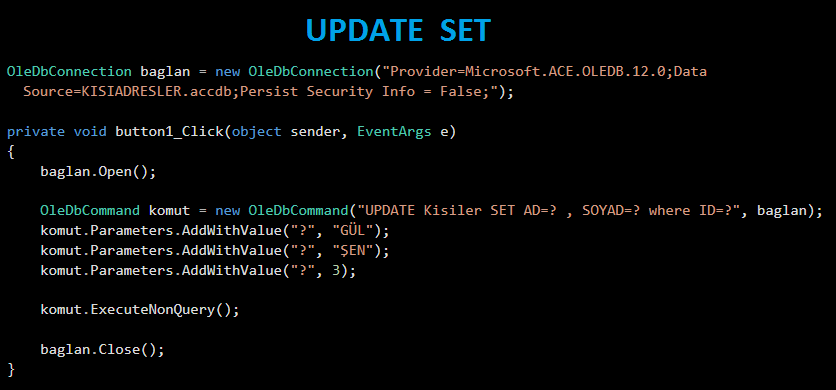 UPDATE SET
OleDbConnection baglan = new OleDbConnection("Provider=Microsoft.ACE.OLEDB.12.0;Data
Source=KISIADRESLER.accdb;Persist Security Info = False;");
private void button1_Click(object sender, EventArgs e)
{
baglan.Open();
OleDbCommand komut = new OleDbCommand("UPDATE Kisiler SET AD=? , SOYAD=? where ID=?", baglan);
komut.Parameters.AddWithValue("?", "GÜL");
komut.Parameters.AddWithValue("?", "ŞEN");
komut.Parameters.AddWithValue("?", 3);
komut.ExecuteNonQuery();
baglan.Close();
}